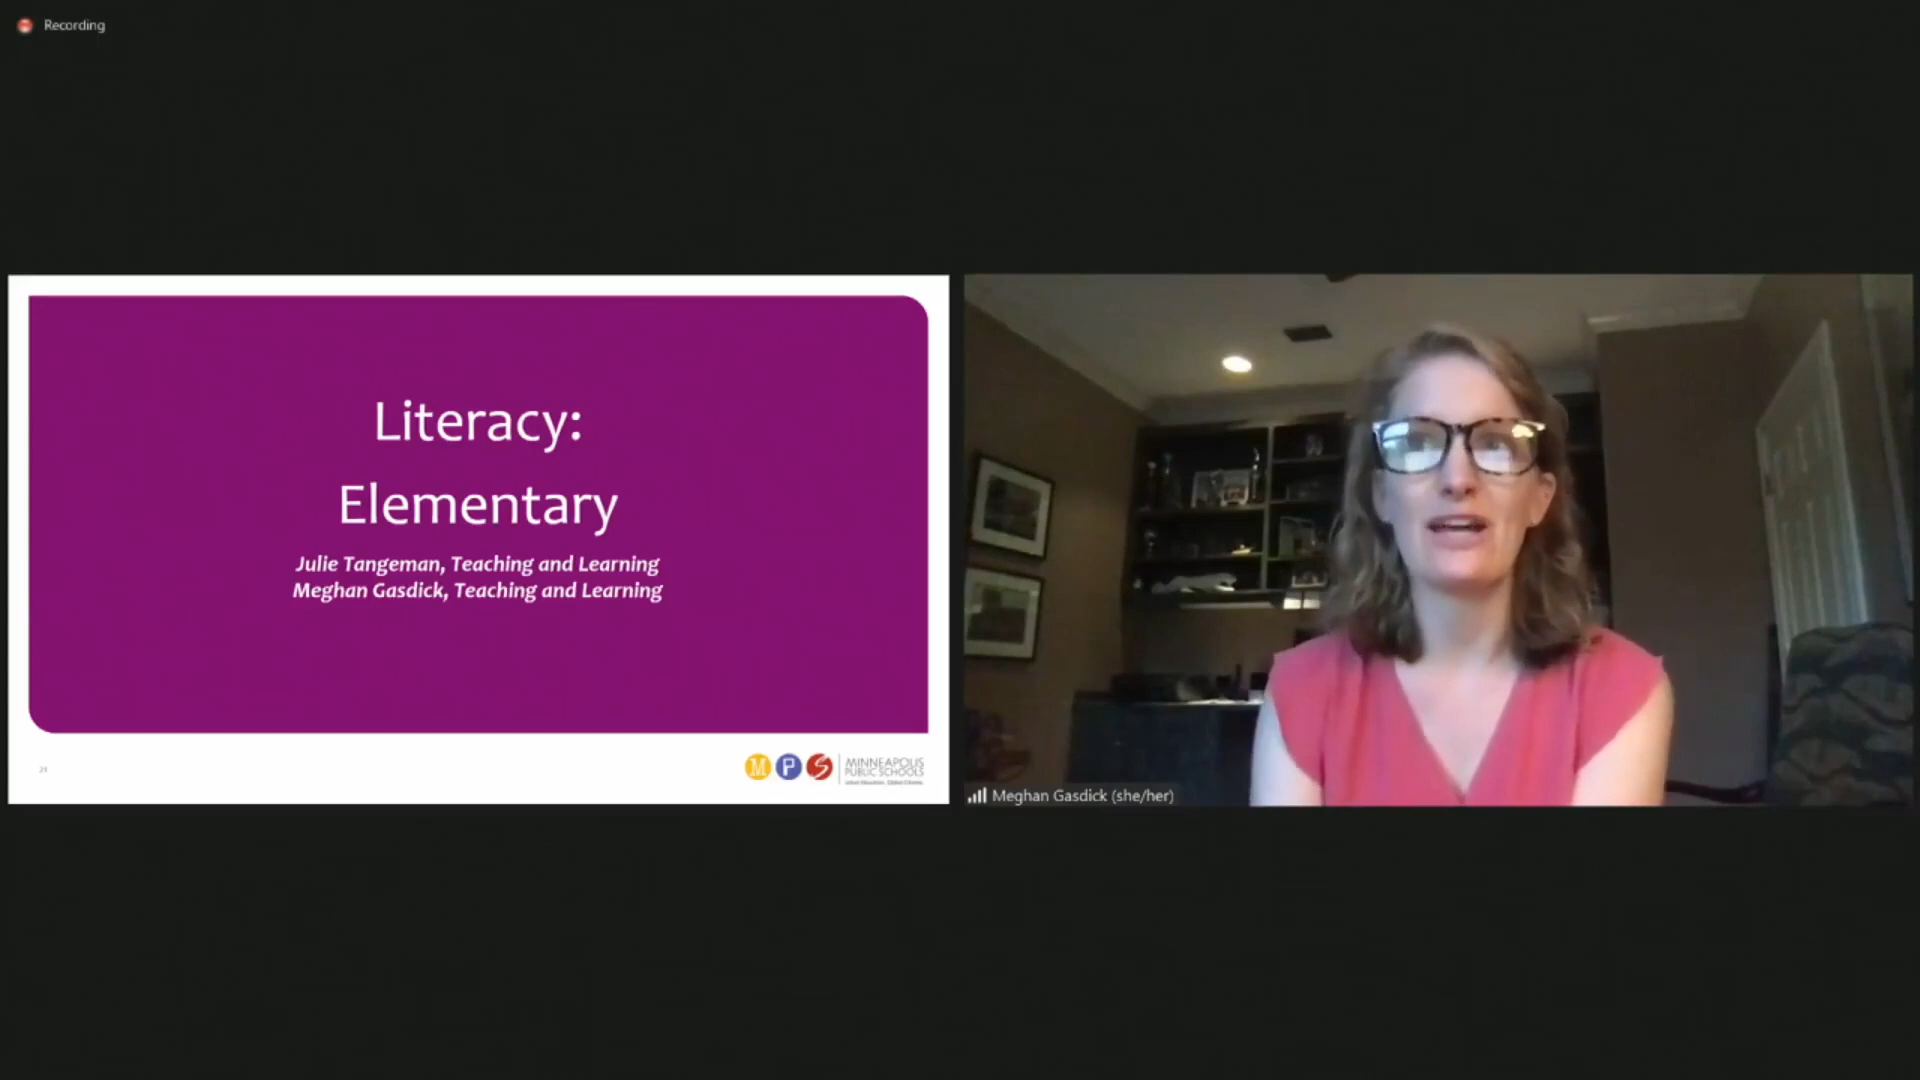 Recording
Literacy:
Elementary
Julie Tangeman, Teaching and Learning
Meghan Gasdick, Teaching and Learning
M P S
MINNEAPOLIS
PUBLIC SCHOOLS
Meghan Gasdick (she/her)